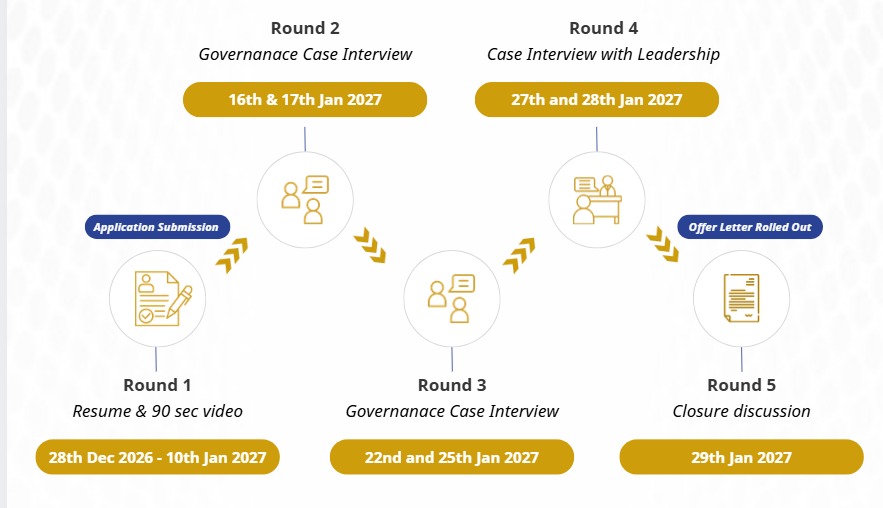 Round 2
Governanace Case Interview
16th & 17th Jan 2027
Round 4
Case Interview with Leadership
27th and 28th Jan 2027
Application Submission
Offer Letter Rolled Out
Round 1
Resume & 90 sec video
28th Dec 2026 - 10th Jan 2027
Round 3
Governanace Case Interview
22nd and 25th Jan 2027
Round 5
Closure discussion
29th Jan 2027